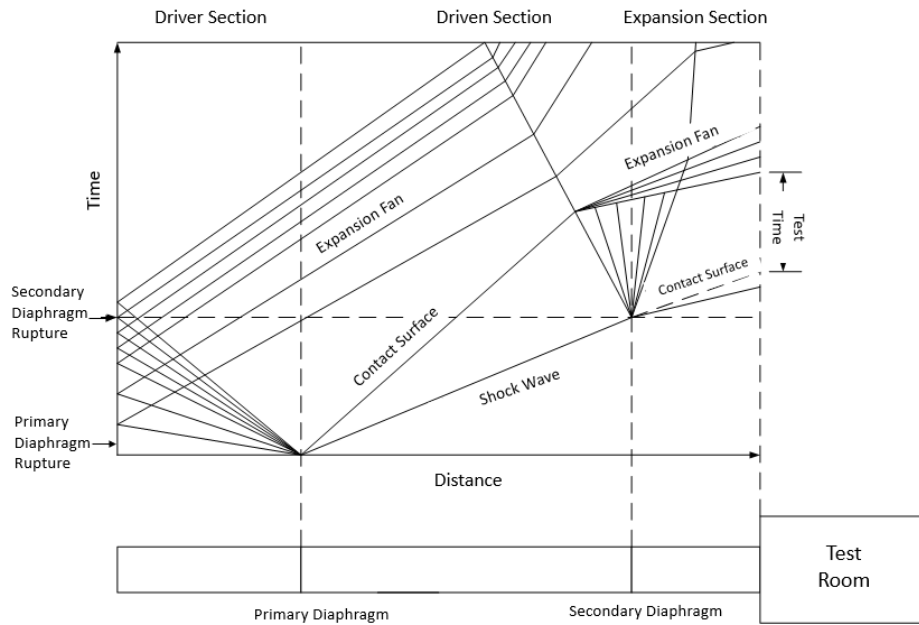 Driver Section
Driven Section
Expansion Section
Time
Expansion Fan
Expansion Fan
Test
Time
Contact Surface
Secondary
Diaphragm
Rupture
Contact Surface
Shock Wave
Primary
Diaphragm
Rupture
Distance
Test
Room
Primary Diaphragm
Secondary Diaphragm